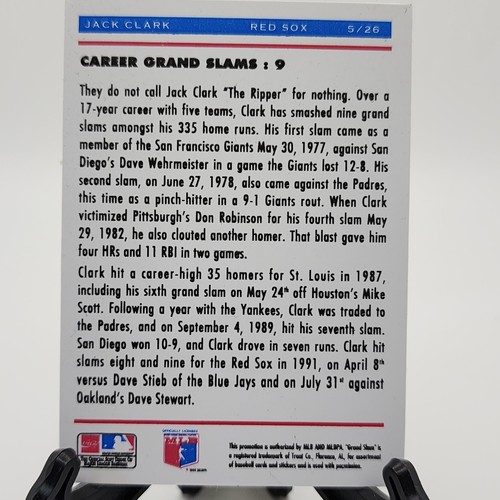 JACK CLARK RED SOX 5/26
CAREER GRAND SLAMS : 9
They do not call Jack Clark "The Ripper" for nothing. Over a
17-year career with five teams, Clark has smashed nine grand
slams amongst his 335 home runs. His first slam came as a
member of the San Francisco Giants May 30, 1977, against San
Diego's Dave Wehrmeister in a game the Giants lost 12-8. His
second slam, on June 27, 1978, also came against the Padres,
this time as a pinch-hitter in a 9-1 Giants rout. When Clark
victimized Pittsburgh's Don Robinson for his fourth slam May
29, 1982, he also clouted another homer. That blast gave him
four HRs and 11 RBI in two games.
Clark hit a career-high 35 homers for St. Louis in 1987,
including his sixth grand slam on May 24th off Houston's Mike
Scott. Following a year with the Yankees, Clark was traded to
the Padres, and on September 4, 1989, hit his seventh slam.
San Diego won 10-9, and Clark drove in seven runs. Clark hit
slams eight and nine for the Red Sox in 1991, on April 8th
versus Dave Stieb of the Blue Jays and on July 31st against
Oakland's Dave Stewart.
This promotion is authorized by MLB AND MLBPA. "Grand Slam" is
a registered trademark of Treat Co., Florence, AL, for assortment
of baseball cards and stickers and is used with permission.